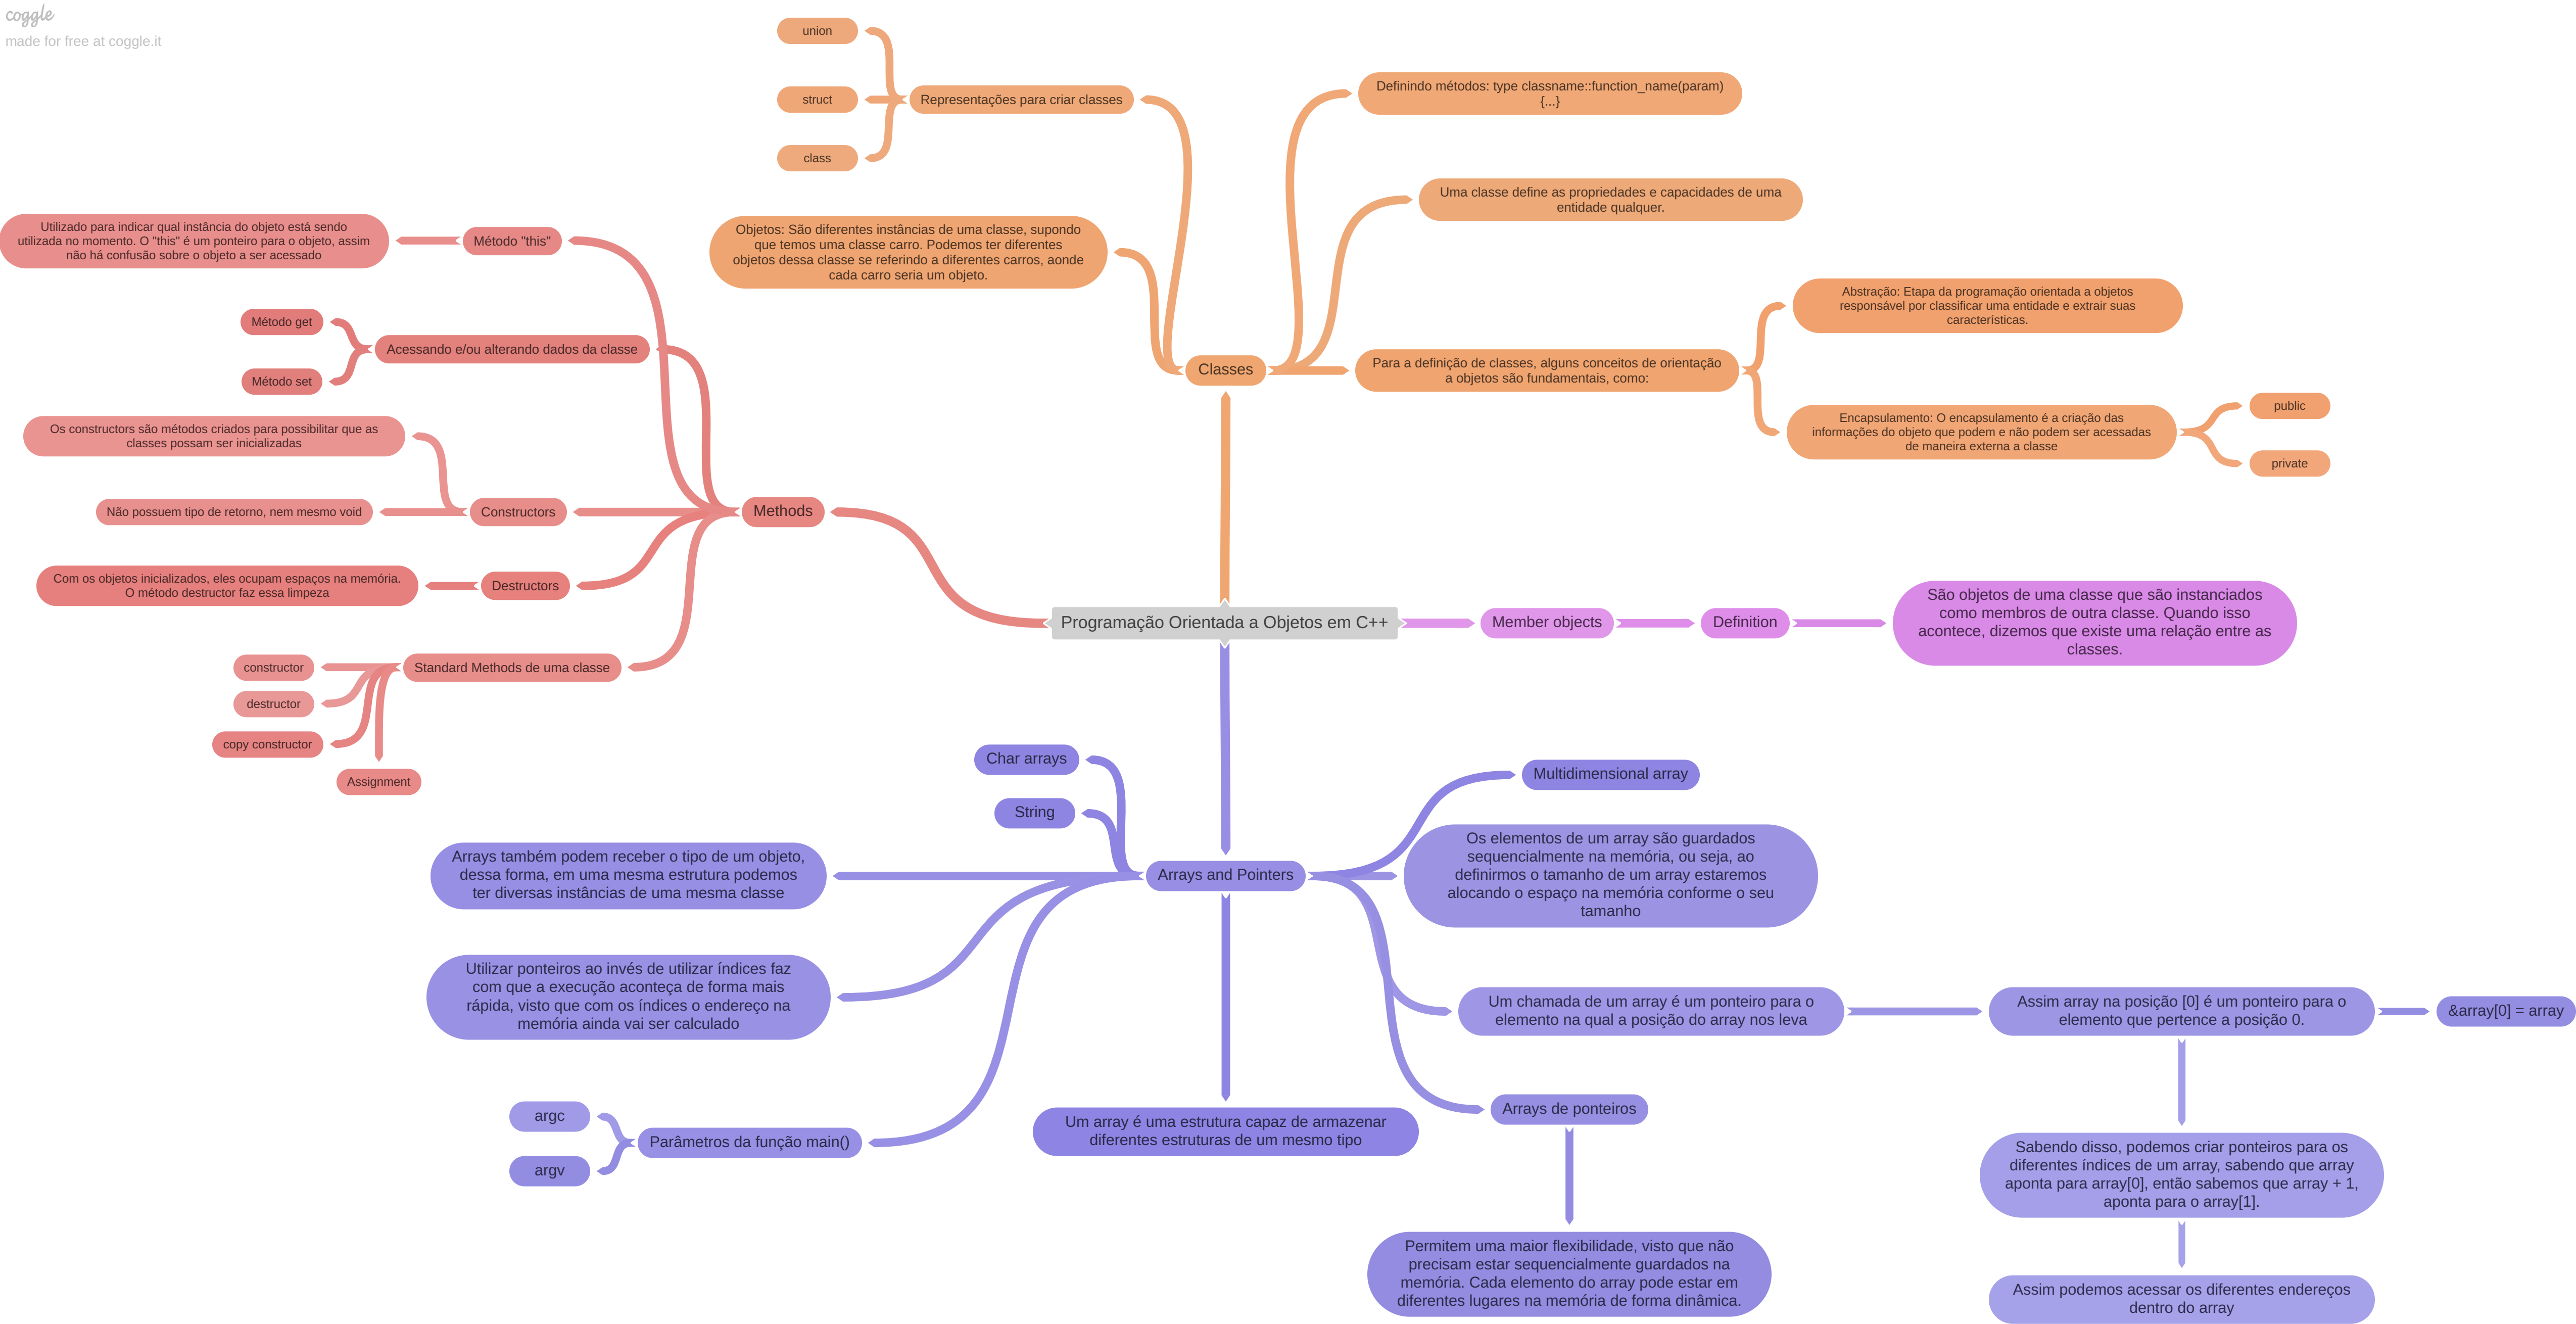 coggle
made for free at coggle.it
union
struct
class
Representações para criar classes
Objetos: São diferentes instâncias de uma classe, supondo
que temos uma classe carro. Podemos ter diferentes
objetos dessa classe se referindo a diferentes carros, aonde
cada carro seria um objeto.
Classes
Definindo métodos: type classname::function_name(param)
{...}
Uma classe define as propriedades e capacidades de uma
entidade qualquer.
Para a definição de classes, alguns conceitos de orientação
a objetos são fundamentais, como:
Abstração: Etapa da programação orientada a objetos
responsável por classificar uma entidade e extrair suas
características.
Encapsulamento: O encapsulamento é a criação das
informações do objeto que podem e não podem ser acessadas
de maneira externa a classe
public
private
Utilizado para indicar qual instância do objeto está sendo
utilizada no momento. O "this" é um ponteiro para o objeto, assim
não há confusão sobre o objeto a ser acessado
Método "this"
Método get
Método set
Acessando e/ou alterando dados da classe
Os constructors são métodos criados para possibilitar que as
classes possam ser inicializadas
Não possuem tipo de retorno, nem mesmo void
Constructors
Methods
Com os objetos inicializados, eles ocupam espaços na memória.
O método destructor faz essa limpeza
Destructors
constructor
destructor
copy constructor
Assignment
Standard Methods de uma classe
Programação Orientada a Objetos em C++
Member objects
Definition
São objetos de uma classe que são instanciados
como membros de outra classe. Quando isso
acontece, dizemos que existe uma relação entre as
classes.
Char arrays
String
Arrays também podem receber o tipo de um objeto,
dessa forma, em uma mesma estrutura podemos
ter diversas instâncias de uma mesma classe
Utilizar ponteiros ao invés de utilizar índices faz
com que a execução aconteça de forma mais
rápida, visto que com os índices o endereço na
memória ainda vai ser calculado
argc
argv
Parâmetros da função main()
Arrays and Pointers
Um array é uma estrutura capaz de armazenar
diferentes estruturas de um mesmo tipo
Multidimensional array
Os elementos de um array são guardados
sequencialmente na memória, ou seja, ao
definirmos o tamanho de um array estaremos
alocando o espaço na memória conforme o seu
tamanho
Um chamada de um array é um ponteiro para o
elemento na qual a posição do array nos leva
Assim array na posição [0] é um ponteiro para o
elemento que pertence a posição 0.
&array[0] = array
Sabendo disso, podemos criar ponteiros para os
diferentes índices de um array, sabendo que array
aponta para array[0], então sabemos que array + 1,
aponta para o array[1].
Assim podemos acessar os diferentes endereços
dentro do array
Arrays de ponteiros
Permitem uma maior flexibilidade, visto que não
precisam estar sequencialmente guardados na
memória. Cada elemento do array pode estar em
diferentes lugares na memória de forma dinâmica.